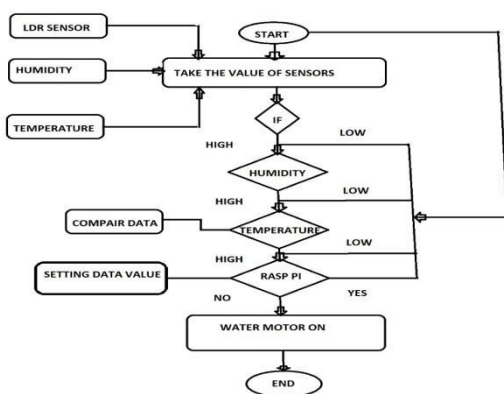 LDR SENSOR
START
HUMIDITY
TAKE THE VALUE OF SENSORS
TEMPERATURE
IF
HIGH
LOW
HUMIDITY
HIGH
LOW
COMPAIR DATA
TEMPERATURE
LOW
HIGH
SETTING DATA VALUE
RASP PI
NO
YES
WATER MOTOR ON
END